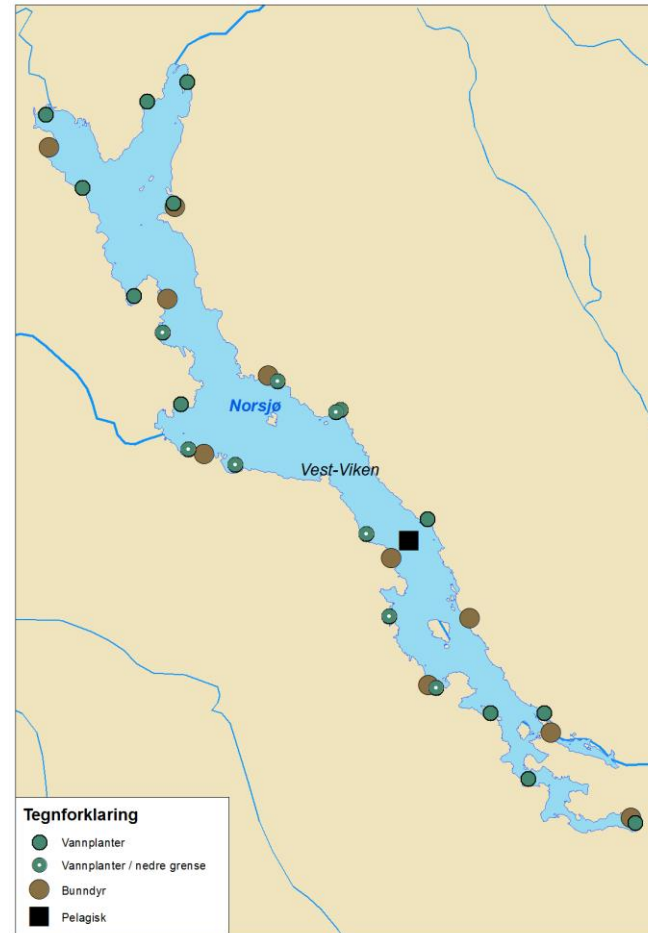 Norsjø
Vest-Viken
Tegnforklaring
Vannplanter
Vannplanter / nedre grense
Bunndyr
Pelagisk